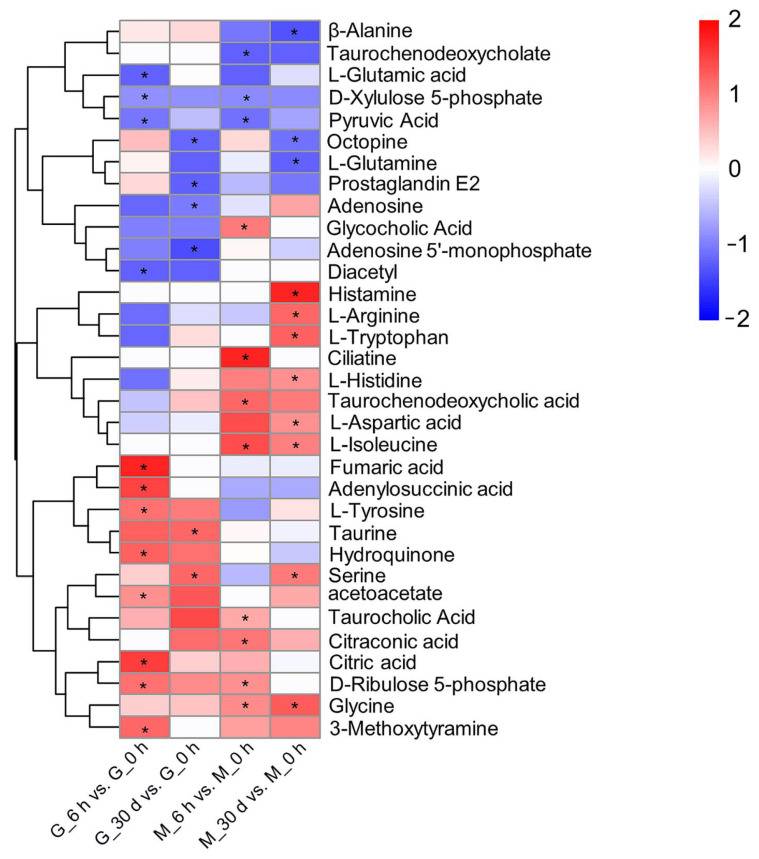 β-Alanine
Taurochenodeoxycholate
L-Glutamic acid
D-Xylulose 5-phosphate
Pyruvic Acid
Octopine
L-Glutamine
Prostaglandin E2
Adenosine
Glycocholic Acid
Adenosine 5'-monophosphate
Diacetyl
Histamine
L-Arginine
L-Tryptophan
Ciliatine
L-Histidine
Taurochenodeoxycholic acid
L-Aspartic acid
L-Isoleucine
Fumaric acid
Adenylosuccinic acid
L-Tyrosine
Taurine
Hydroquinone
Serine
acetoacetate
Taurocholic Acid
Citraconic acid
Citric acid
D-Ribulose 5-phosphate
Glycine
3-Methoxytyramine
G_6 h vs. G_0 h
G_30 d vs. G_0 h
M_6 h vs. M_0 h
M_30 d vs. M_0 h
2
1
0
−1
−2